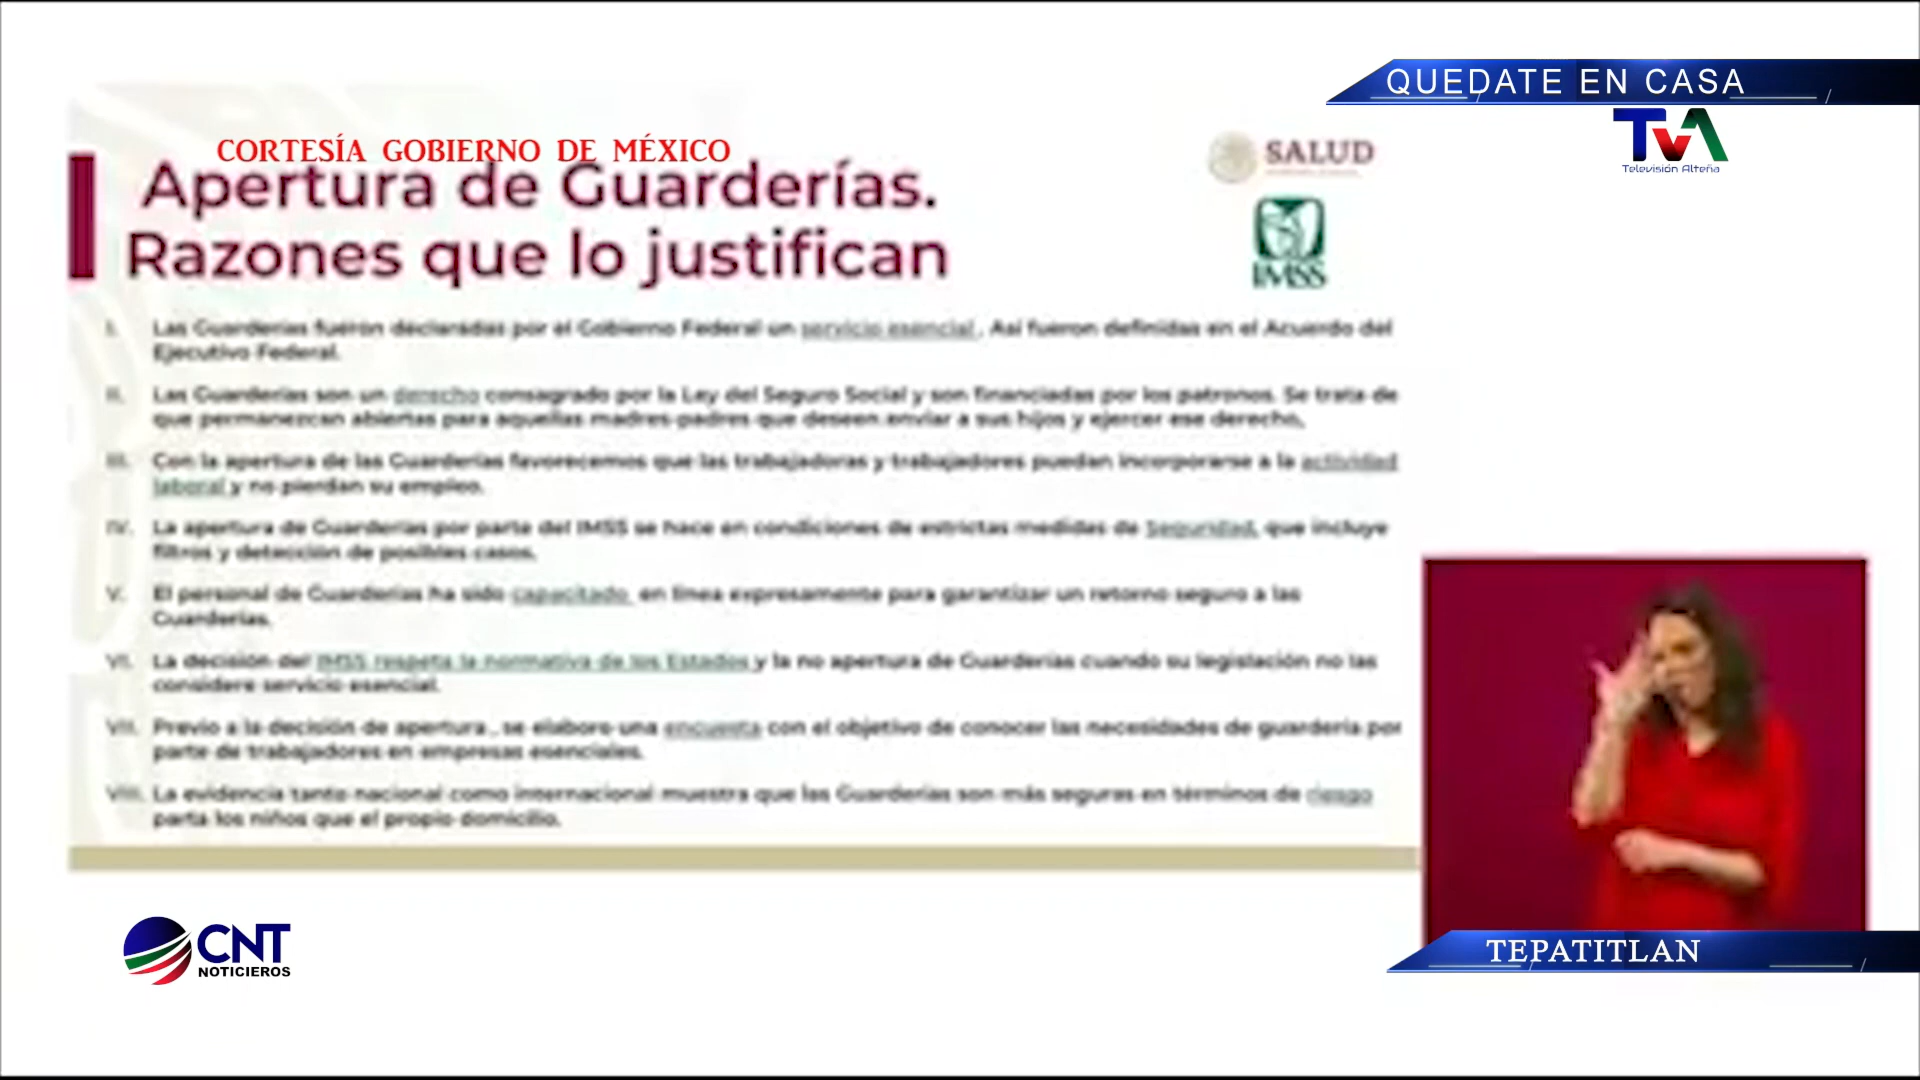 QUEDATE EN CASA
TvA
Televisión Alteña
CORTESÍA GOBIERNO DE MÉXICO
SALUD
Apertura de Guarderías.
Razones que lo justifican
IMSS
I. Las Guarderías fueron declaradas por el Gobierno Federal un servicio esencial. Así fueron definidas en el Acuerdo del
Ejecutivo Federal.
II. Las Guarderías son un derecho consagrado por la Ley del Seguro Social y son financiadas por los patronos. Se trata de
que permanezcan abiertas para aquellas madres-padres que deseen enviar a sus hijos y ejercer ese derecho.
III. Con la apertura de las Guarderías favorecemos que las trabajadoras y trabajadores puedan incorporarse a la actividad
laboral y no pierdan su empleo.
IV. La apertura de Guarderías por parte del IMSS se hace en condiciones de estrictas medidas de Seguridad, que incluye
filtros y detección de posibles casos.
V. El personal de Guarderías ha sido capacitado en línea expresamente para garantizar un retorno seguro a las
Guarderías.
VI. La decisión del IMSS respeta la normativa de los Estados y la no apertura de Guarderías cuando su legislación no las
considere servicio esencial.
VII. Previo a la decisión de apertura, se elaboro una encuesta con el objetivo de conocer las necesidades de guardería por
parte de trabajadores en empresas esenciales.
VIII. La evidencia tanto nacional como internacional muestra que las Guarderías son más seguras en términos de riesgo
parta los niños que el propio domicilio.
CNT
NOTICIEROS
TEPATITLAN